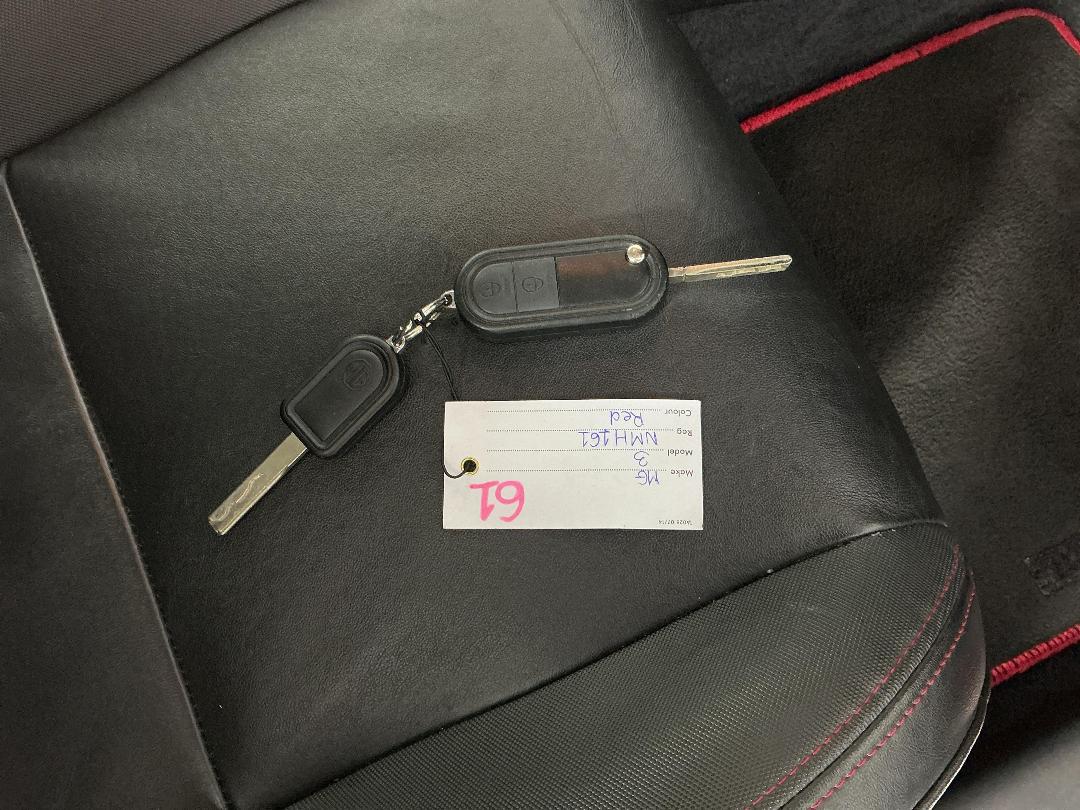 61
Make MG
Model 3
Reg NMH161
Colour Red